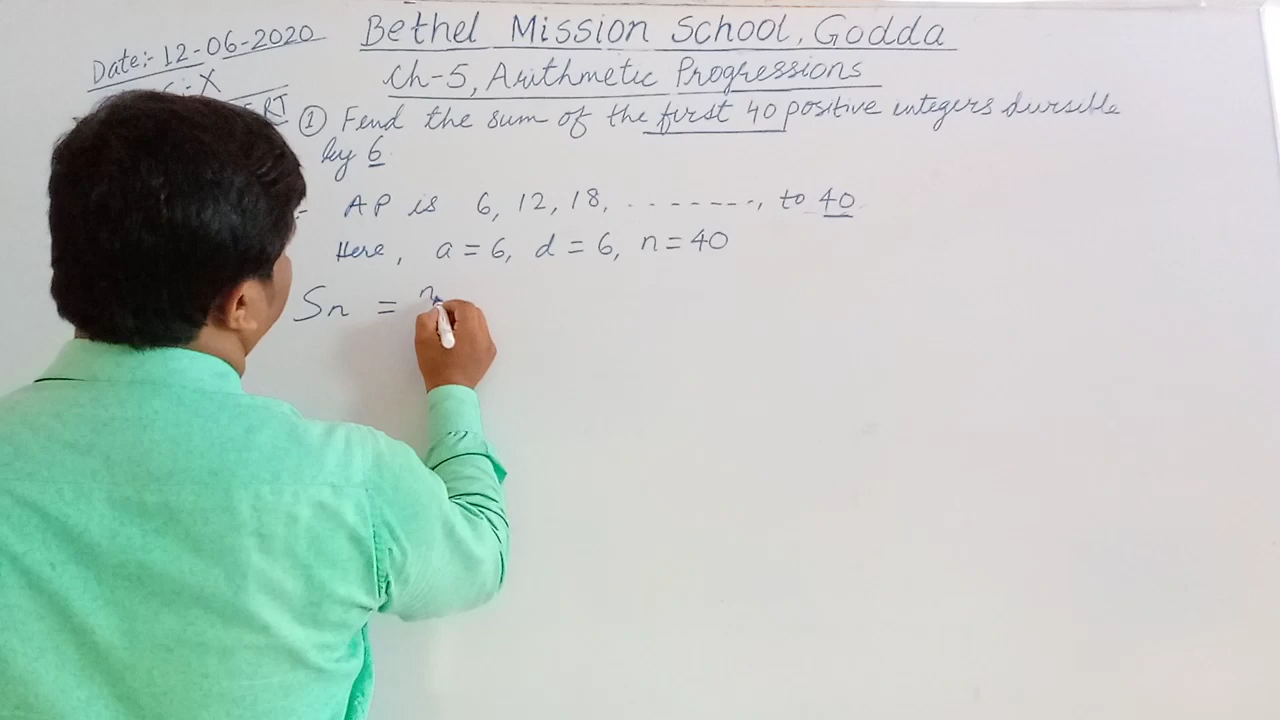 Date:- 12-06-2020
Bethel Mission School, Godda
:- X
Ch-5, Arithmetic Progressions
ERT
① Find the sum of the first 40 positive integers divisible
by 6.
:- AP is 6, 12, 18, ........, to 40
Here, a = 6, d = 6, n = 40
Sn = n